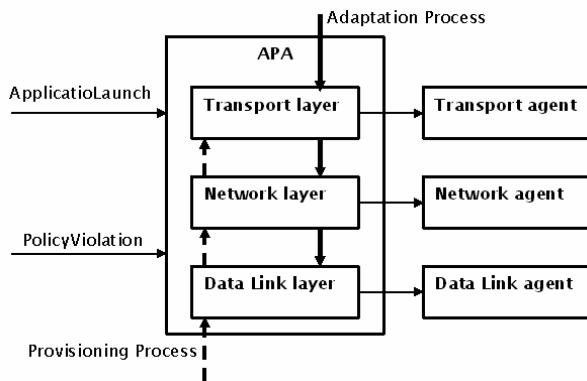 Adaptation Process
APA
ApplicatioLaunch
Transport layer
Transport agent
Network layer
Network agent
PolicyViolation
Data Link layer
Data Link agent
Provisioning Process